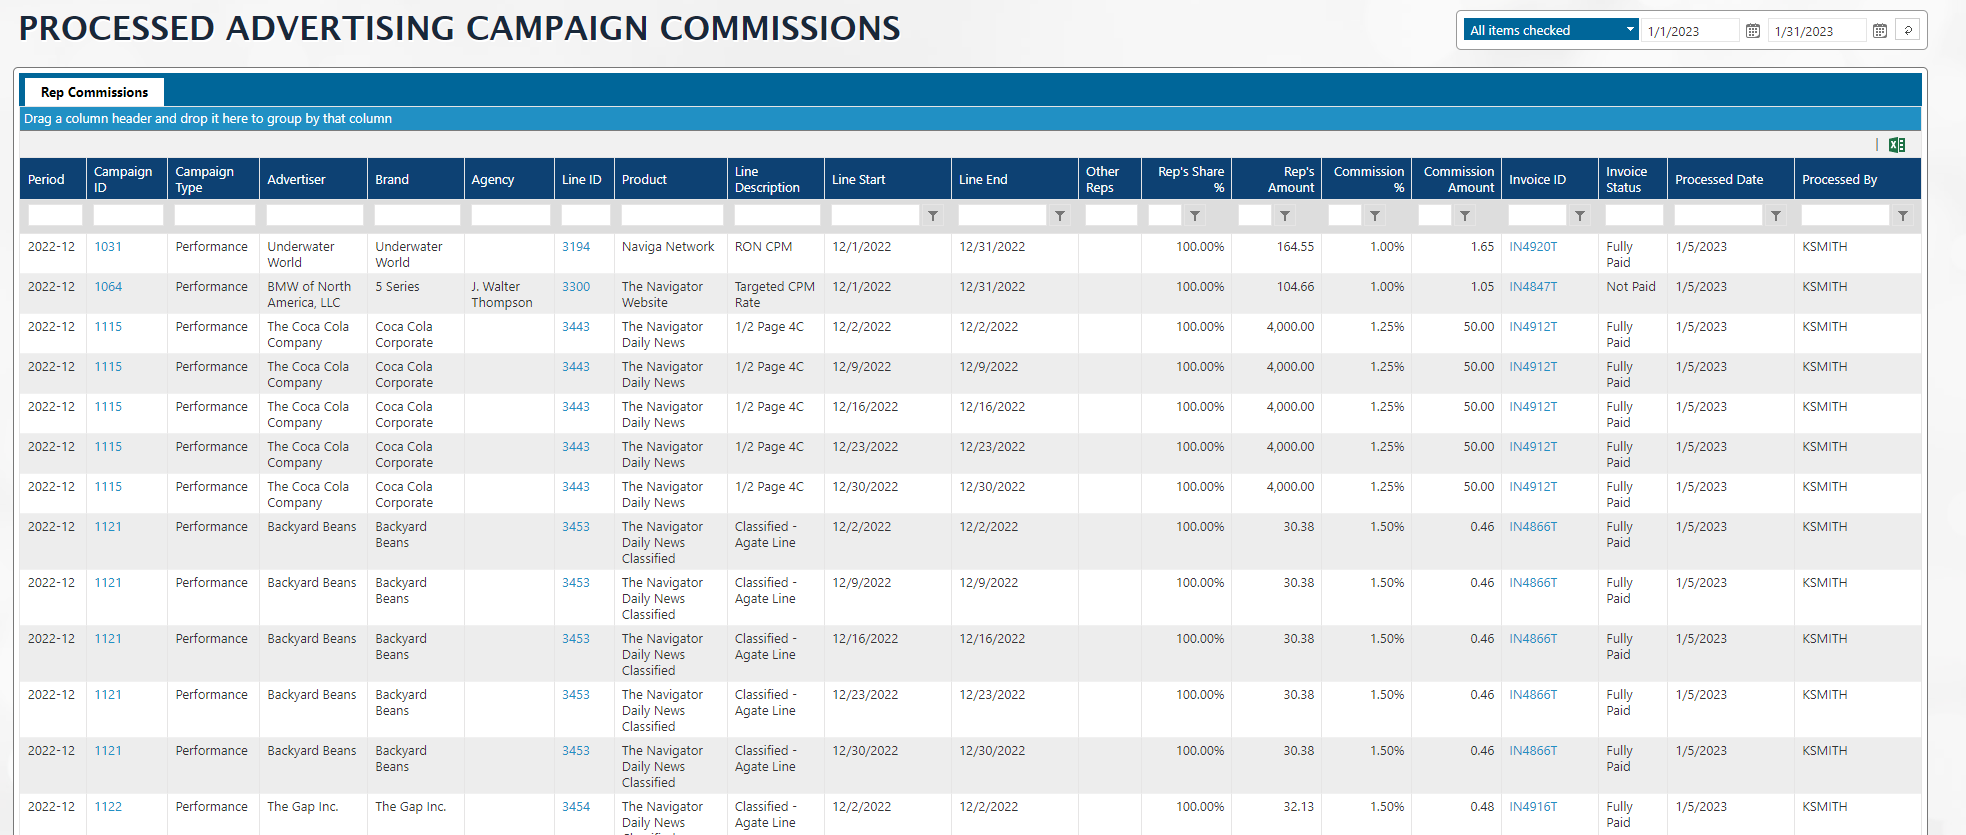 PROCESSED ADVERTISING CAMPAIGN COMMISSIONS
All items checked 1/1/2023 1/31/2023
Rep Commissions
Drag a column header and drop it here to group by that column
Period Campaign ID Campaign Type Advertiser Brand Agency Line ID Product Line Description Line Start Line End Other Reps Rep's Share % Rep's Amount Commission % Commission Amount Invoice ID Invoice Status Processed Date Processed By
2022-12 1031 Performance Underwater World Underwater World 3194 Naviga Network RON CPM 12/1/2022 12/31/2022 100.00% 164.55 1.00% 1.65 IN4920T Fully Paid 1/5/2023 KSMITH
2022-12 1064 Performance BMW of North America, LLC 5 Series J. Walter Thompson 3300 The Navigator Website Targeted CPM Rate 12/1/2022 12/31/2022 100.00% 104.66 1.00% 1.05 IN4847T Not Paid 1/5/2023 KSMITH
2022-12 1115 Performance The Coca Cola Company Coca Cola Corporate 3443 The Navigator Daily News 1/2 Page 4C 12/2/2022 12/2/2022 100.00% 4,000.00 1.25% 50.00 IN4912T Fully Paid 1/5/2023 KSMITH
2022-12 1115 Performance The Coca Cola Company Coca Cola Corporate 3443 The Navigator Daily News 1/2 Page 4C 12/9/2022 12/9/2022 100.00% 4,000.00 1.25% 50.00 IN4912T Fully Paid 1/5/2023 KSMITH
2022-12 1115 Performance The Coca Cola Company Coca Cola Corporate 3443 The Navigator Daily News 1/2 Page 4C 12/16/2022 12/16/2022 100.00% 4,000.00 1.25% 50.00 IN4912T Fully Paid 1/5/2023 KSMITH
2022-12 1115 Performance The Coca Cola Company Coca Cola Corporate 3443 The Navigator Daily News 1/2 Page 4C 12/23/2022 12/23/2022 100.00% 4,000.00 1.25% 50.00 IN4912T Fully Paid 1/5/2023 KSMITH
2022-12 1115 Performance The Coca Cola Company Coca Cola Corporate 3443 The Navigator Daily News 1/2 Page 4C 12/30/2022 12/30/2022 100.00% 4,000.00 1.25% 50.00 IN4912T Fully Paid 1/5/2023 KSMITH
2022-12 1121 Performance Backyard Beans Backyard Beans 3453 The Navigator Daily News Classified Classified - Agate Line 12/2/2022 12/2/2022 100.00% 30.38 1.50% 0.46 IN4866T Fully Paid 1/5/2023 KSMITH
2022-12 1121 Performance Backyard Beans Backyard Beans 3453 The Navigator Daily News Classified Classified - Agate Line 12/9/2022 12/9/2022 100.00% 30.38 1.50% 0.46 IN4866T Fully Paid 1/5/2023 KSMITH
2022-12 1121 Performance Backyard Beans Backyard Beans 3453 The Navigator Daily News Classified Classified - Agate Line 12/16/2022 12/16/2022 100.00% 30.38 1.50% 0.46 IN4866T Fully Paid 1/5/2023 KSMITH
2022-12 1121 Performance Backyard Beans Backyard Beans 3453 The Navigator Daily News Classified Classified - Agate Line 12/23/2022 12/23/2022 100.00% 30.38 1.50% 0.46 IN4866T Fully Paid 1/5/2023 KSMITH
2022-12 1121 Performance Backyard Beans Backyard Beans 3453 The Navigator Daily News Classified Classified - Agate Line 12/30/2022 12/30/2022 100.00% 30.38 1.50% 0.46 IN4866T Fully Paid 1/5/2023 KSMITH
2022-12 1122 Performance The Gap Inc. The Gap Inc. 3454 The Navigator Daily News Classified - Agate Line 12/2/2022 12/2/2022 100.00% 32.13 1.50% 0.48 IN4916T Fully Paid 1/5/2023 KSMITH